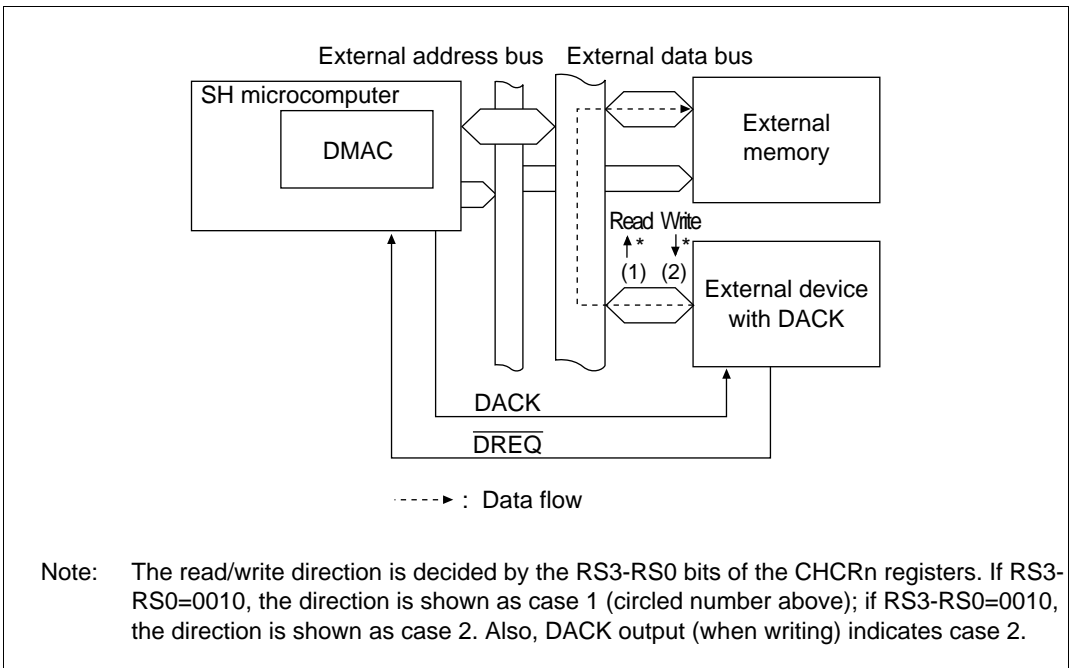 External address bus External data bus
SH microcomputer
DMAC
External
memory
Read Write
* *
(1) (2)
External device
with DACK
DACK
DREQ
: Data flow
Note: The read/write direction is decided by the RS3-RS0 bits of the CHCRn registers. If RS3-
RS0=0010, the direction is shown as case 1 (circled number above); if RS3-RS0=0010,
the direction is shown as case 2. Also, DACK output (when writing) indicates case 2.